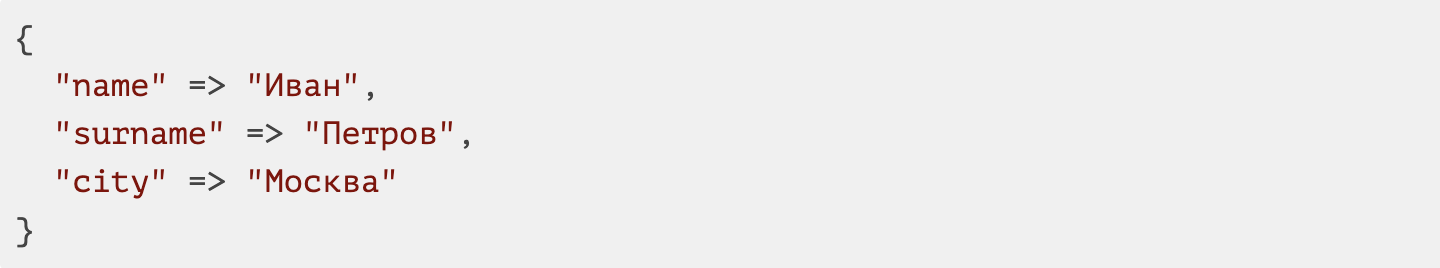 {
  "name" => "Иван",
  "surname" => "Петров",
  "city" => "Москва"
}